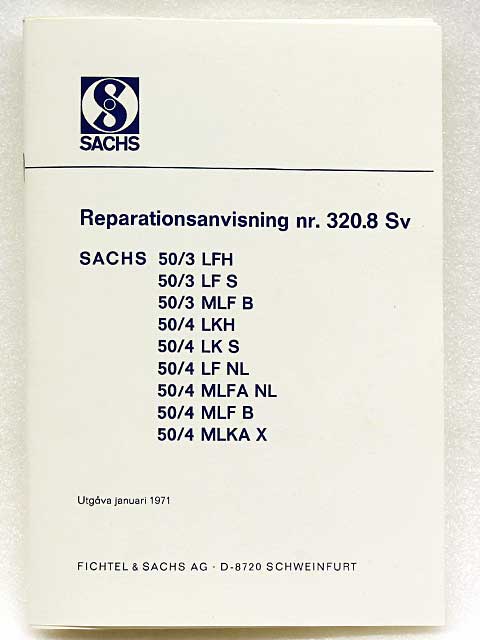 SACHS
Reparationsanvisning nr. 320.8 Sv
SACHS 50/3 LFH
50/3 LF S
50/3 MLF B
50/4 LKH
50/4 LK S
50/4 LF NL
50/4 MLFA NL
50/4 MLF B
50/4 MLKA X
Utgåva januari 1971
FICHTEL & SACHS AG · D-8720 SCHWEINFURT